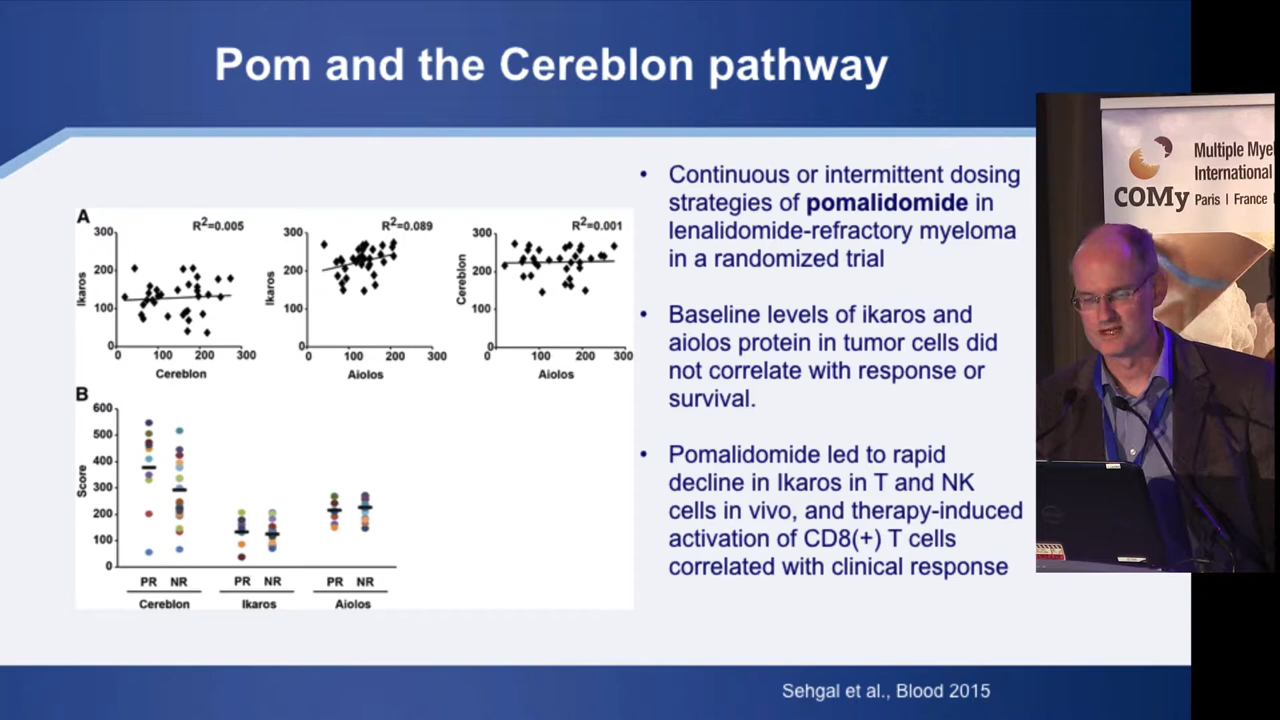 Pom and the Cereblon pathway
A
R²=0.005
300
200
100
0
Ikaros
0 100 200 300
Cereblon
R²=0.089
300
200
100
0
Ikaros
0 100 200 300
Aiolos
R²=0.001
300
200
100
0
Cereblon
0 100 200 300
Aiolos
B
600
500
400
300
200
100
0
Score
PR NR PR NR PR NR
Cereblon Ikaros Aiolos
• Continuous or intermittent dosing
strategies of pomalidomide in
lenalidomide-refractory myeloma
in a randomized trial
• Baseline levels of ikaros and
aiolos protein in tumor cells did
not correlate with response or
survival.
• Pomalidomide led to rapid
decline in Ikaros in T and NK
cells in vivo, and therapy-induced
activation of CD8(+) T cells
correlated with clinical response
Sehgal et al., Blood 2015
COMy
Multiple Mye
International
Paris | France